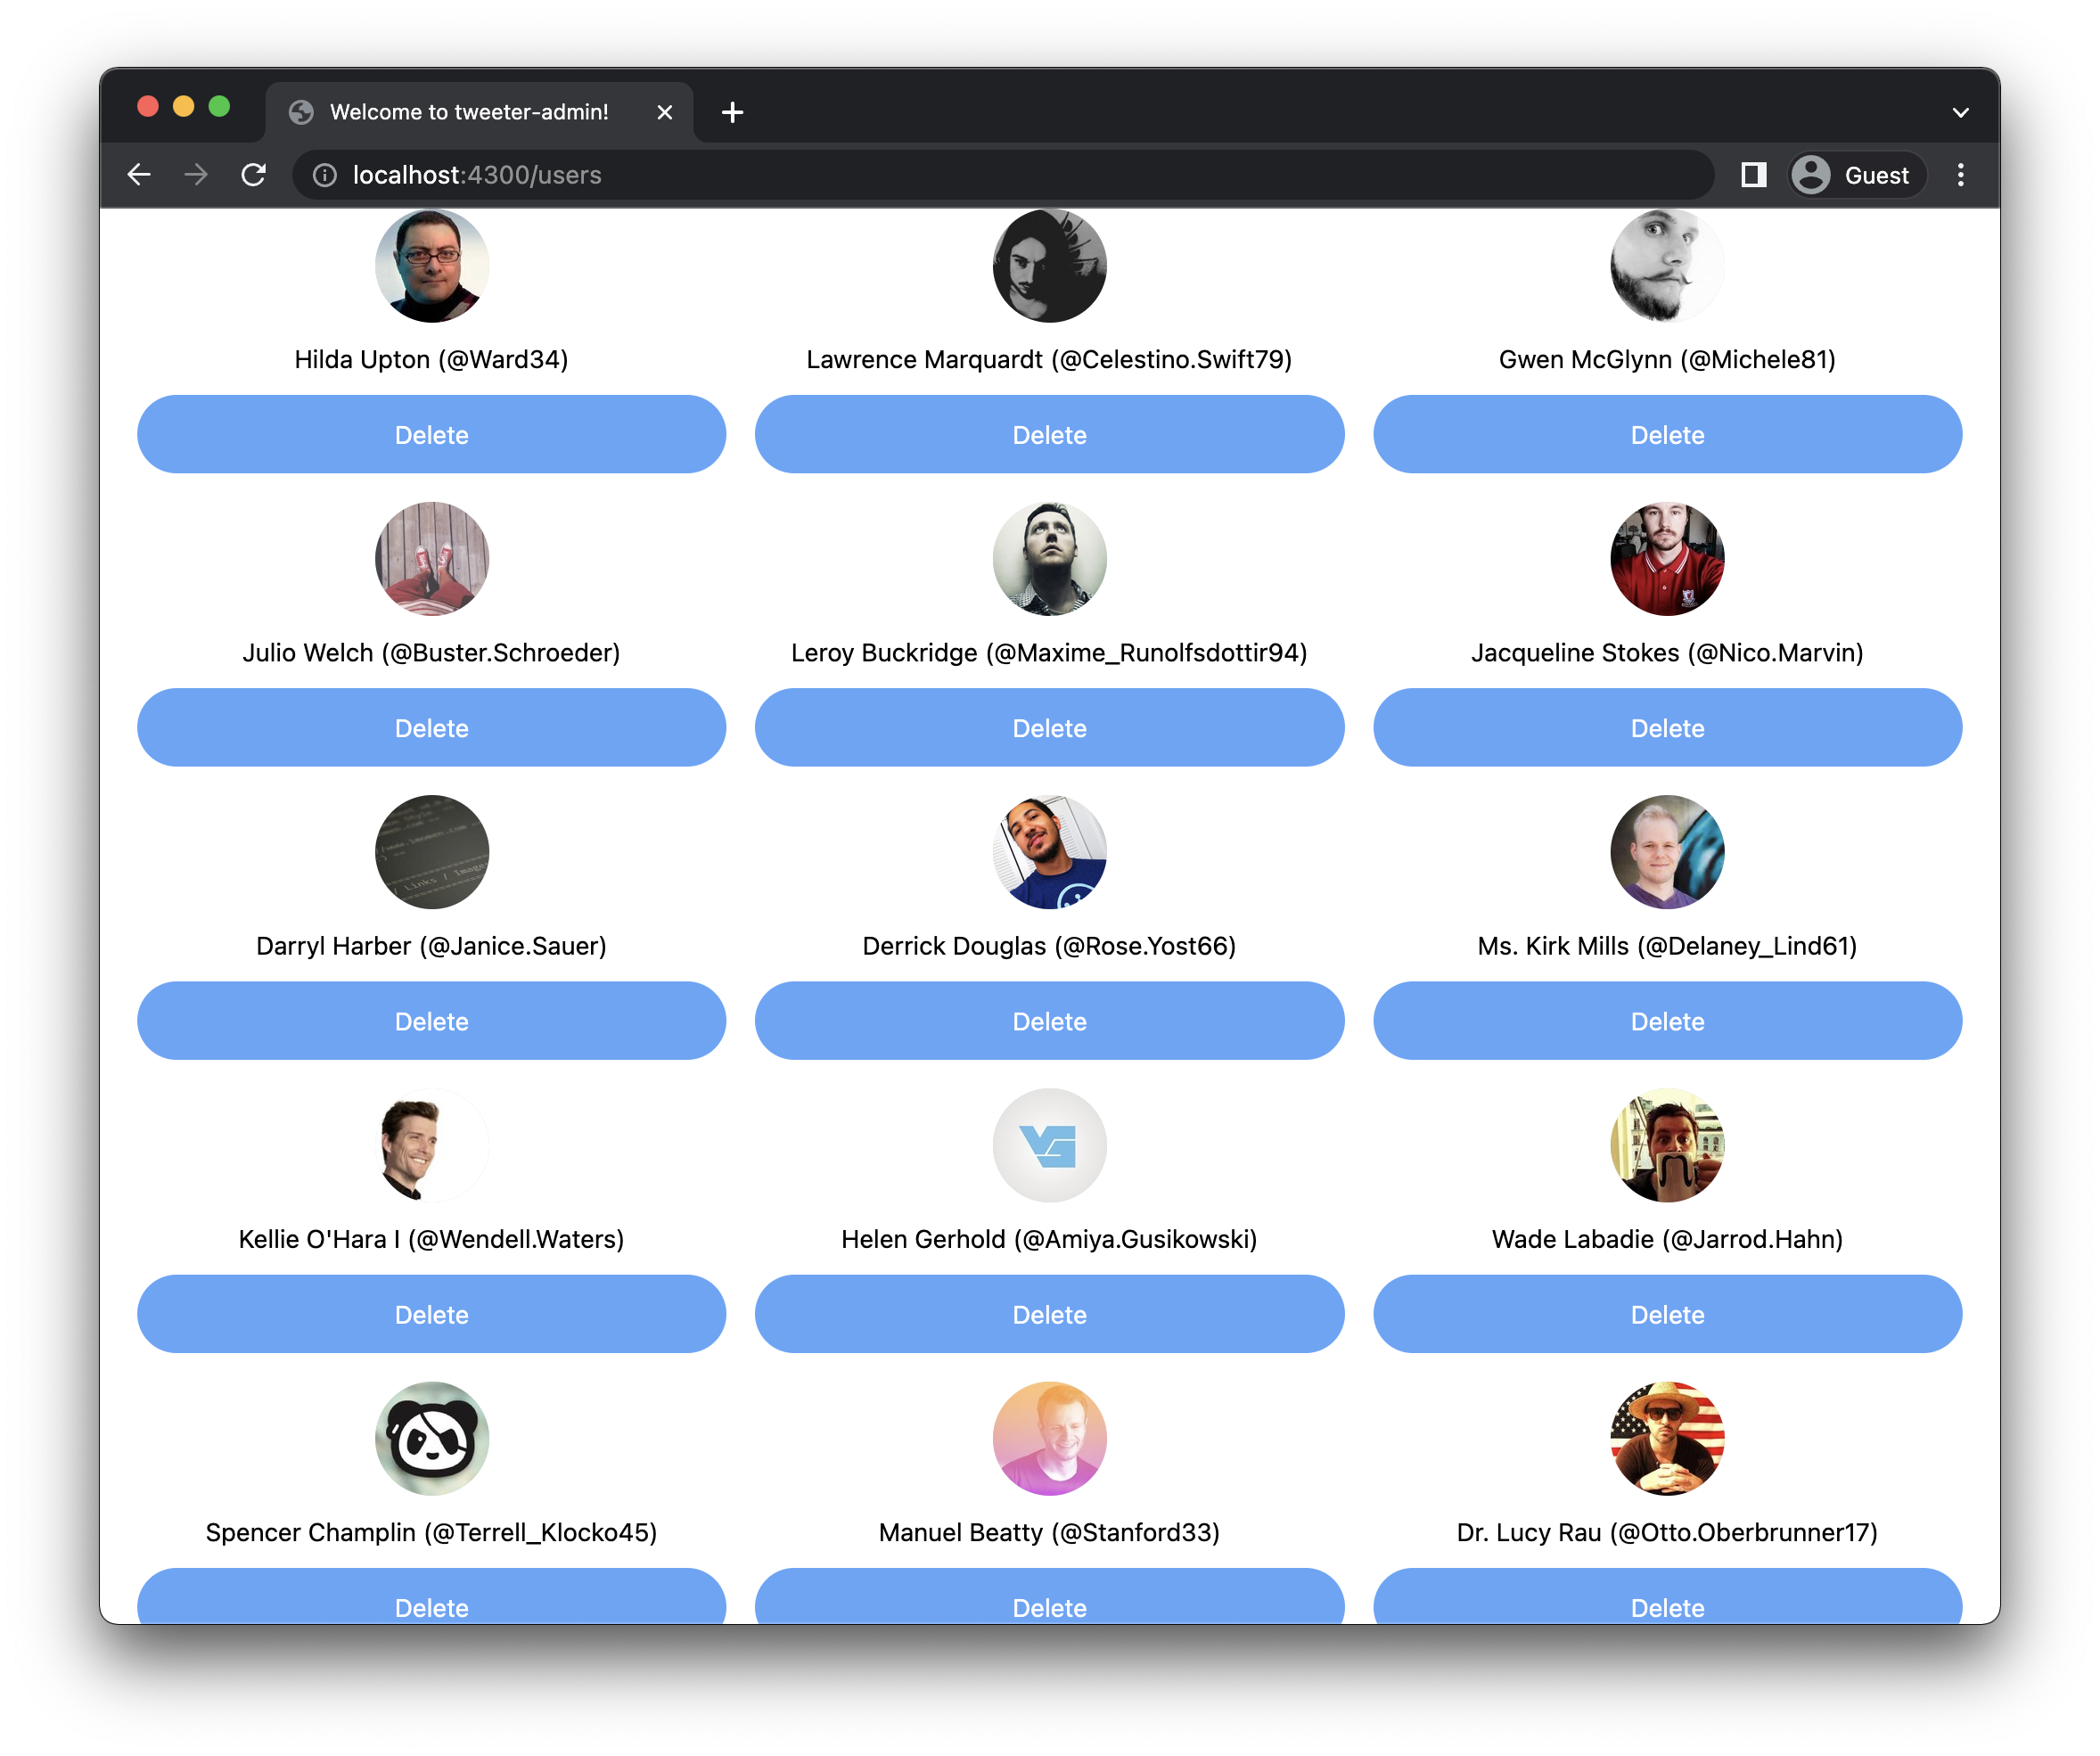 Welcome to tweeter-admin!
localhost:4300/users
Guest
Hilda Upton (@Ward34)
Lawrence Marquardt (@Celestino.Swift79)
Gwen McGlynn (@Michele81)
Delete
Delete
Delete
Julio Welch (@Buster.Schroeder)
Leroy Buckridge (@Maxime_Runolfsdottir94)
Jacqueline Stokes (@Nico.Marvin)
Delete
Delete
Delete
/ Links / Image
Darryl Harber (@Janice.Sauer)
Derrick Douglas (@Rose.Yost66)
Ms. Kirk Mills (@Delaney_Lind61)
Delete
Delete
Delete
Kellie O'Hara I (@Wendell.Waters)
Helen Gerhold (@Amiya.Gusikowski)
Wade Labadie (@Jarrod.Hahn)
Delete
Delete
Delete
Spencer Champlin (@Terrell_Klocko45)
Manuel Beatty (@Stanford33)
Dr. Lucy Rau (@Otto.Oberbrunner17)
Delete
Delete
Delete